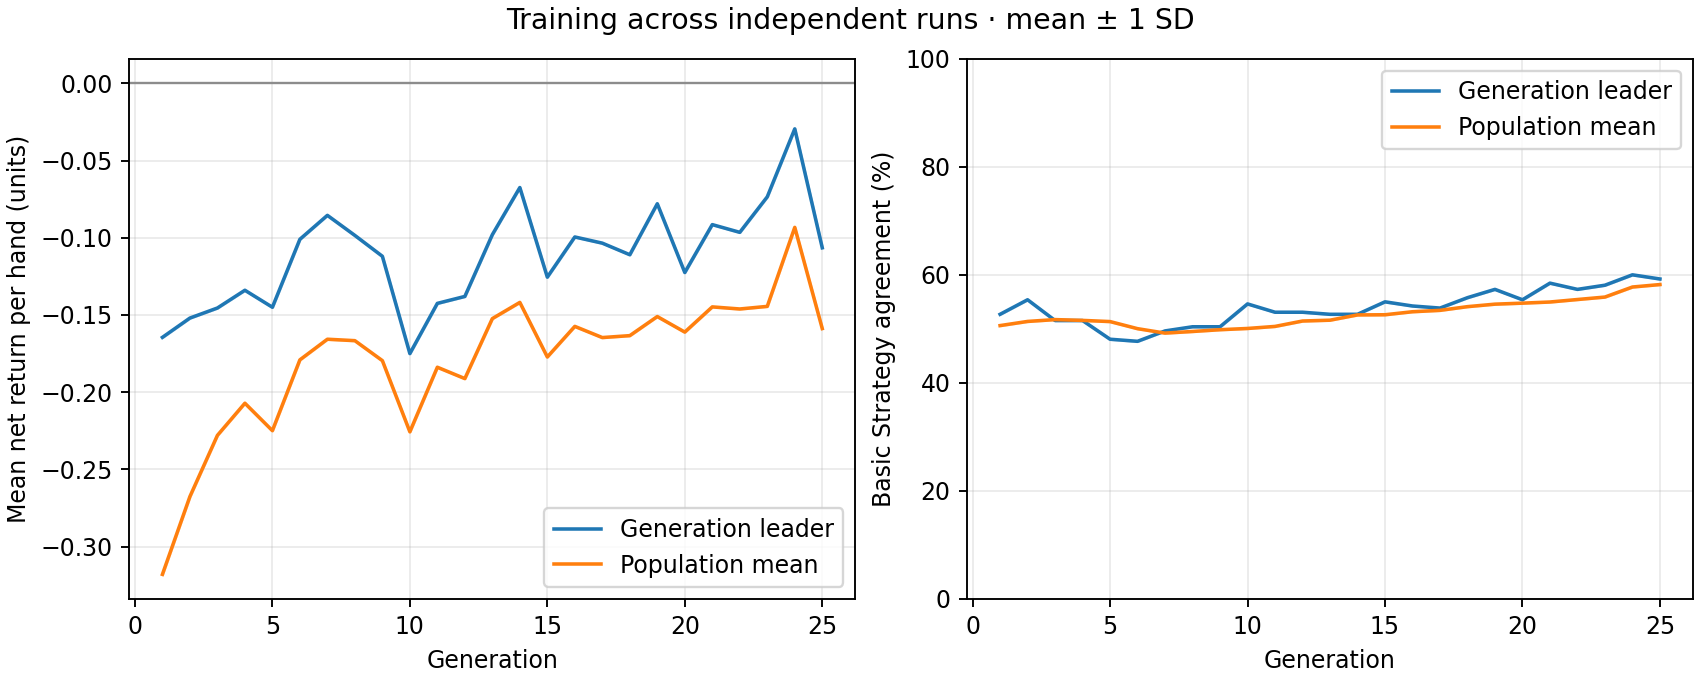 Training across independent runs · mean ± 1 SD
Mean net return per hand (units)
0.00
−0.05
−0.10
−0.15
−0.20
−0.25
−0.30
Generation leader
Population mean
0 5 10 15 20 25
Generation
Basic Strategy agreement (%)
100
80
60
40
20
0
Generation leader
Population mean
0 5 10 15 20 25
Generation